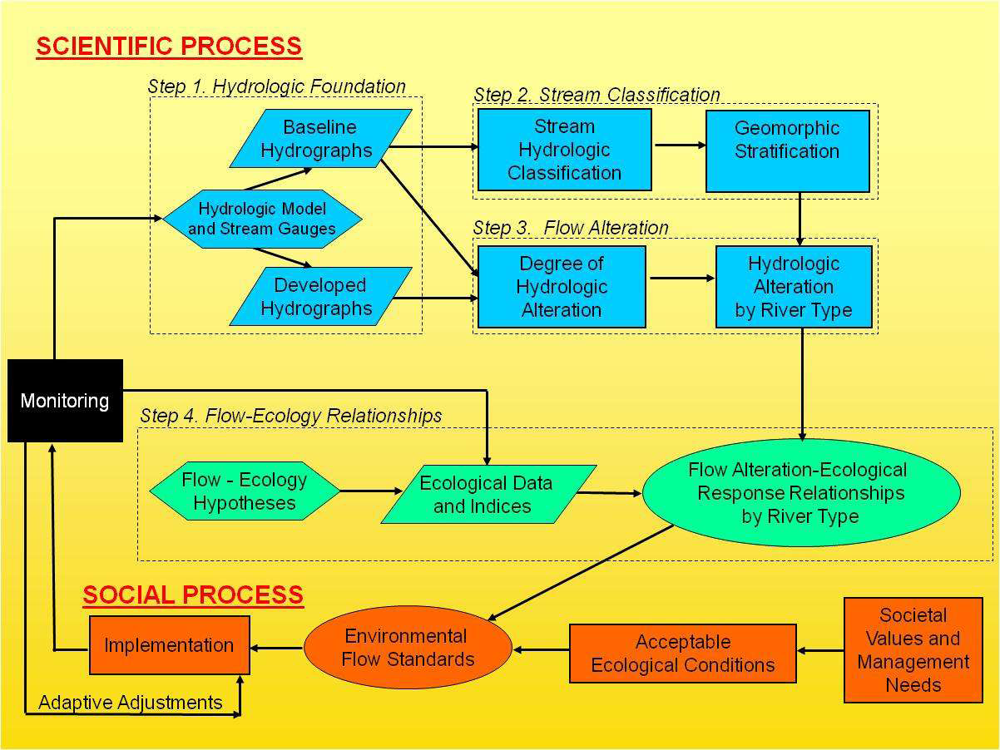 SCIENTIFIC PROCESS
Step 1. Hydrologic Foundation
Step 2. Stream Classification
Baseline
Hydrographs
Stream
Hydrologic
Classification
Geomorphic
Stratification
Hydrologic Model
and Stream Gauges
Step 3.  Flow Alteration
Developed
Hydrographs
Degree of
Hydrologic
Alteration
Hydrologic
Alteration
by River Type
Monitoring
Step 4. Flow-Ecology Relationships
Flow - Ecology
Hypotheses
Ecological Data
and Indices
Flow Alteration-Ecological
Response Relationships
by River Type
SOCIAL PROCESS
Implementation
Environmental
Flow Standards
Acceptable
Ecological Conditions
Societal
Values and
Management
Needs
Adaptive Adjustments